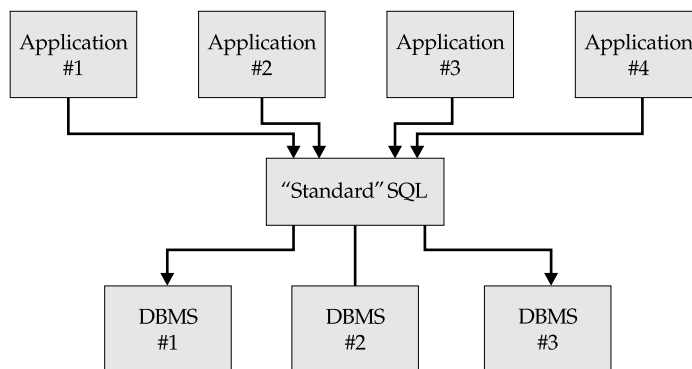 Application
#1
Application
#2
Application
#3
Application
#4
“Standard” SQL
DBMS
#1
DBMS
#2
DBMS
#3